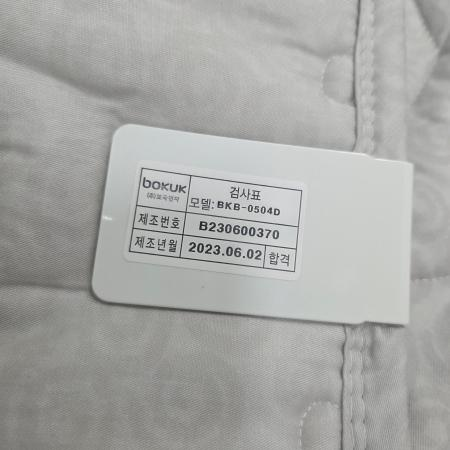 bokuk
(주)보국전자
검사표
모델: BKB-0504D
제조번호 B230600370
제조년월 2023.06.02 합격